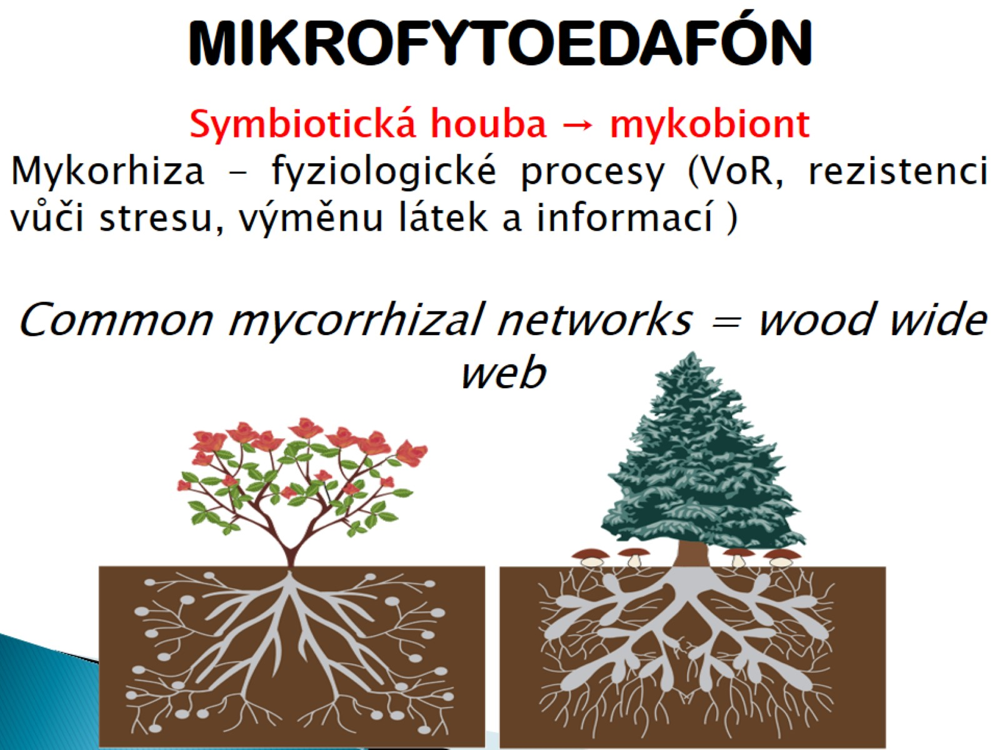 MIKROFYTOEDAFÓN
Symbiotická houba → mykobiont
Mykorhiza – fyziologické procesy (VoR, rezistenci
vůči stresu, výměnu látek a informací )
Common mycorrhizal networks = wood wide
web